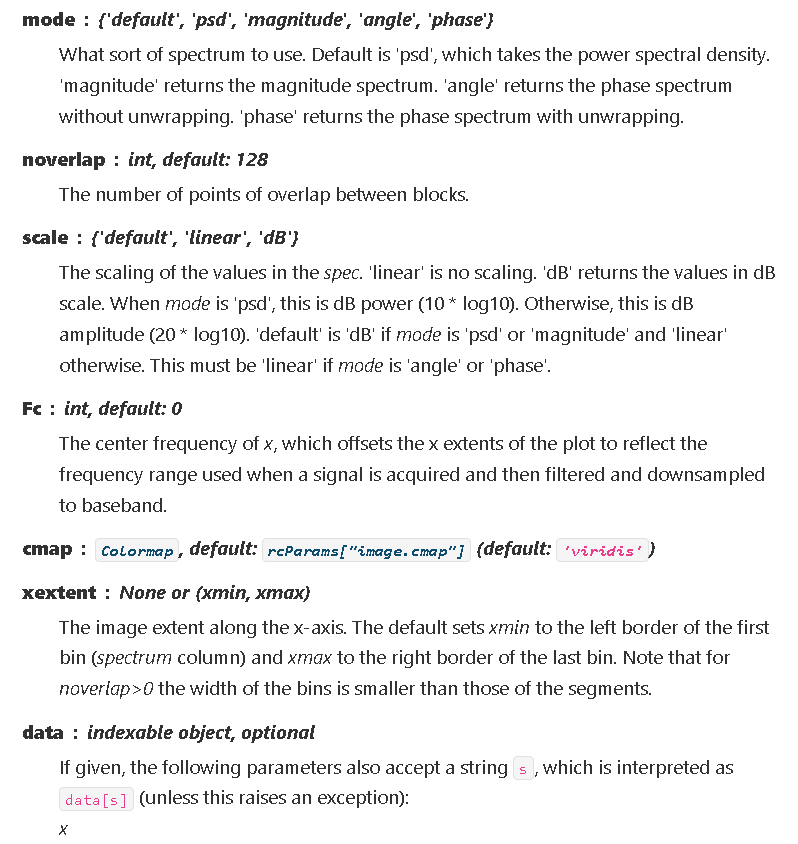 mode : {'default', 'psd', 'magnitude', 'angle', 'phase'}
What sort of spectrum to use. Default is 'psd', which takes the power spectral density.
'magnitude' returns the magnitude spectrum. 'angle' returns the phase spectrum
without unwrapping. 'phase' returns the phase spectrum with unwrapping.
noverlap : int, default: 128
The number of points of overlap between blocks.
scale : {'default', 'linear', 'dB'}
The scaling of the values in the spec. 'linear' is no scaling. 'dB' returns the values in dB
scale. When mode is 'psd', this is dB power (10 * log10). Otherwise, this is dB
amplitude (20 * log10). 'default' is 'dB' if mode is 'psd' or 'magnitude' and 'linear'
otherwise. This must be 'linear' if mode is 'angle' or 'phase'.
Fc : int, default: 0
The center frequency of x, which offsets the x extents of the plot to reflect the
frequency range used when a signal is acquired and then filtered and downsampled
to baseband.
cmap : Colormap, default: rcParams["image.cmap"] (default: 'viridis')
xextent : None or (xmin, xmax)
The image extent along the x-axis. The default sets xmin to the left border of the first
bin (spectrum column) and xmax to the right border of the last bin. Note that for
noverlap>0 the width of the bins is smaller than those of the segments.
data : indexable object, optional
If given, the following parameters also accept a string s, which is interpreted as
data[s] (unless this raises an exception):
x